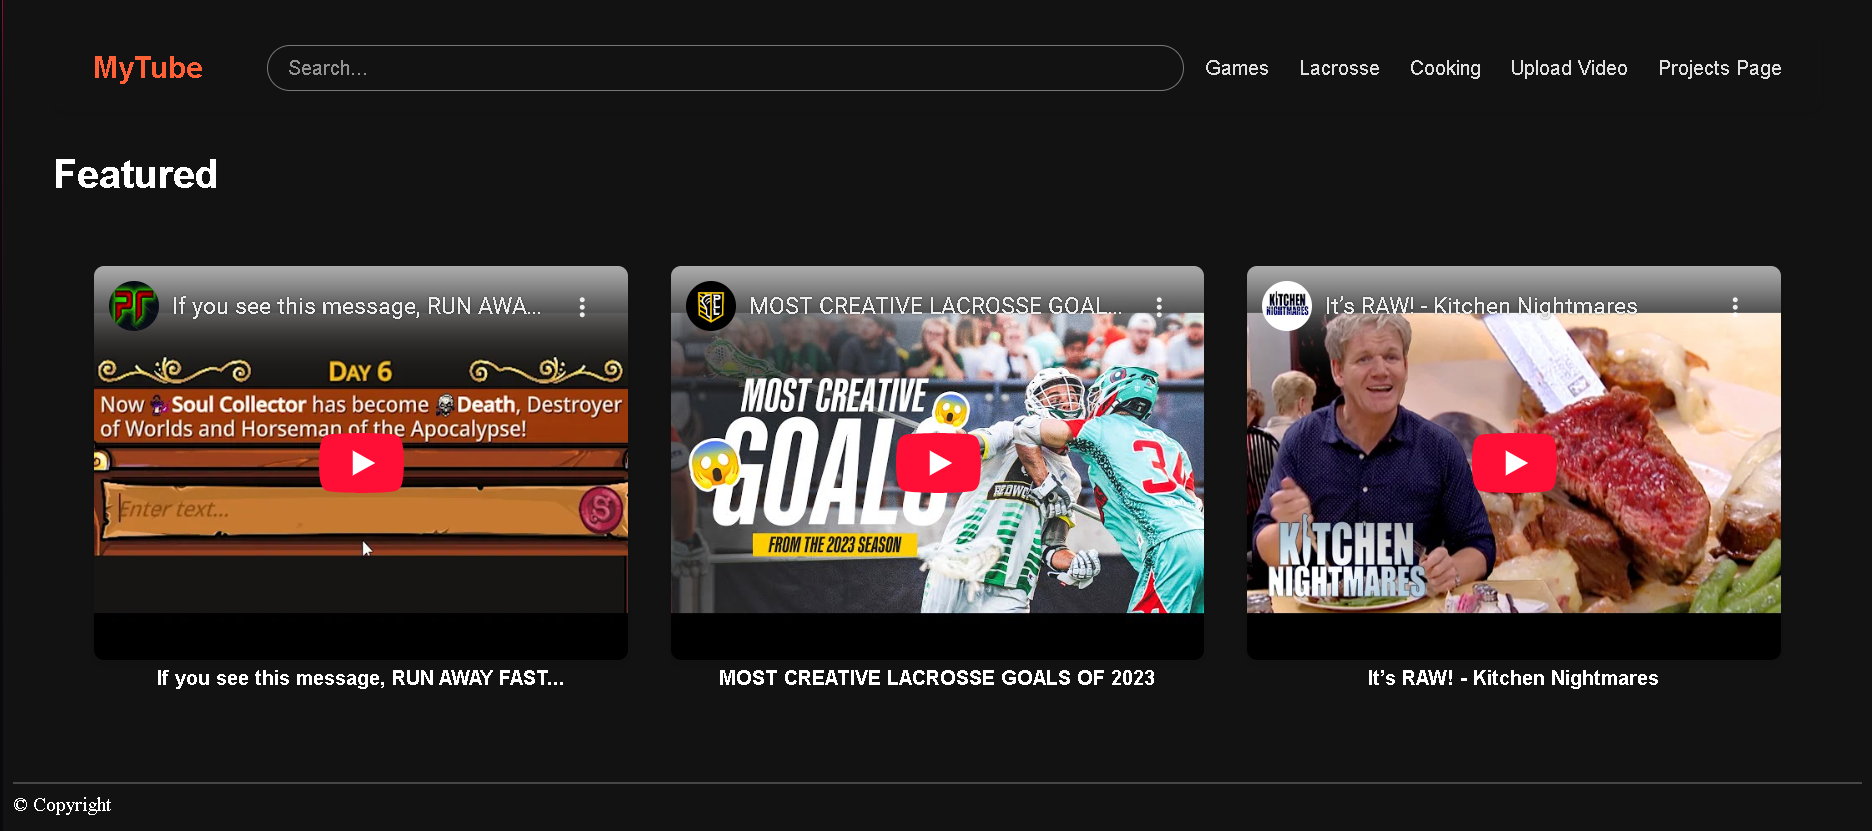 MyTube
Search...
Games
Lacrosse
Cooking
Upload Video
Projects Page
Featured
If you see this message, RUN AWA...
DAY 6
Now Soul Collector has become Death, Destroyer
of Worlds and Horseman of the Apocalypse!
Enter text...
S
If you see this message, RUN AWAY FAST...
MOST CREATIVE LACROSSE GOAL...
MOST CREATIVE
GOALS
FROM THE 2023 SEASON
34
MOST CREATIVE LACROSSE GOALS OF 2023
KITCHEN
NIGHTMARES
It’s RAW! - Kitchen Nightmares
KITCHEN
NIGHTMARES
It’s RAW! - Kitchen Nightmares
© Copyright